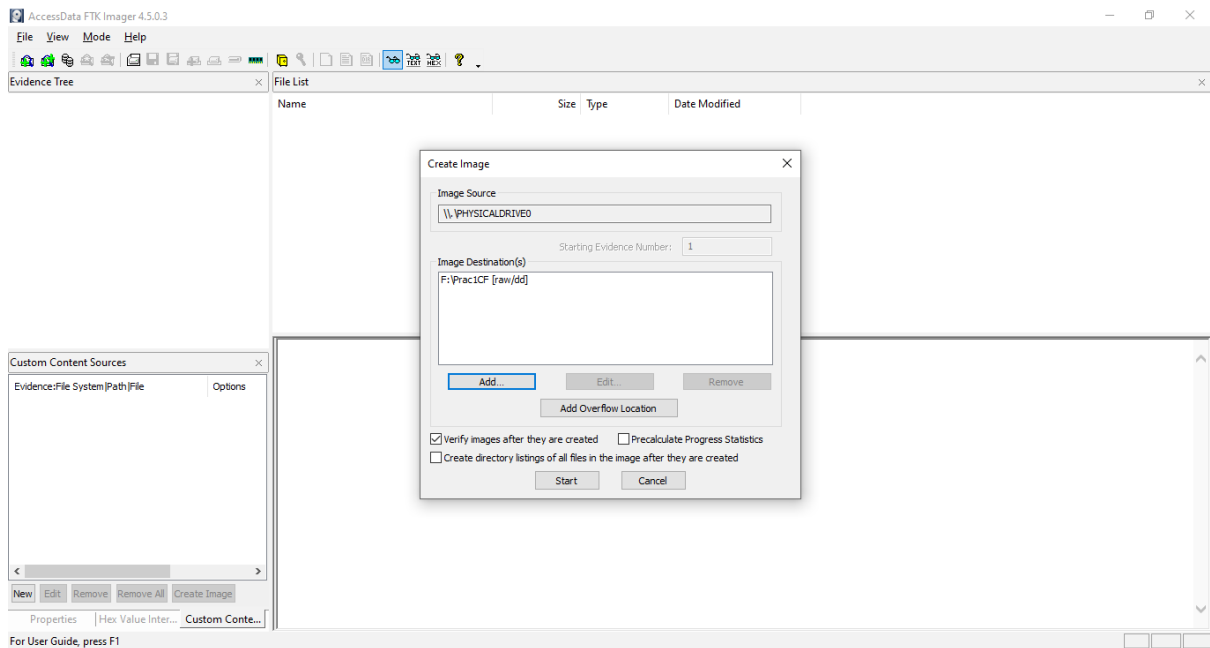 AccessData FTK Imager 4.5.0.3
File View Mode Help
TEXT HEX
Evidence Tree
File List
Name Size Type Date Modified
Create Image
Image Source
\\.\PHYSICALDRIVE0
Starting Evidence Number: 1
Image Destination(s)
F:\Prac1CF [raw/dd]
Add... Edit... Remove
Add Overflow Location
Verify images after they are created Precalculate Progress Statistics
Create directory listings of all files in the image after they are created
Start Cancel
Custom Content Sources
Evidence:File System|Path|File Options
New Edit Remove Remove All Create Image
Properties Hex Value Inter... Custom Conte...
For User Guide, press F1